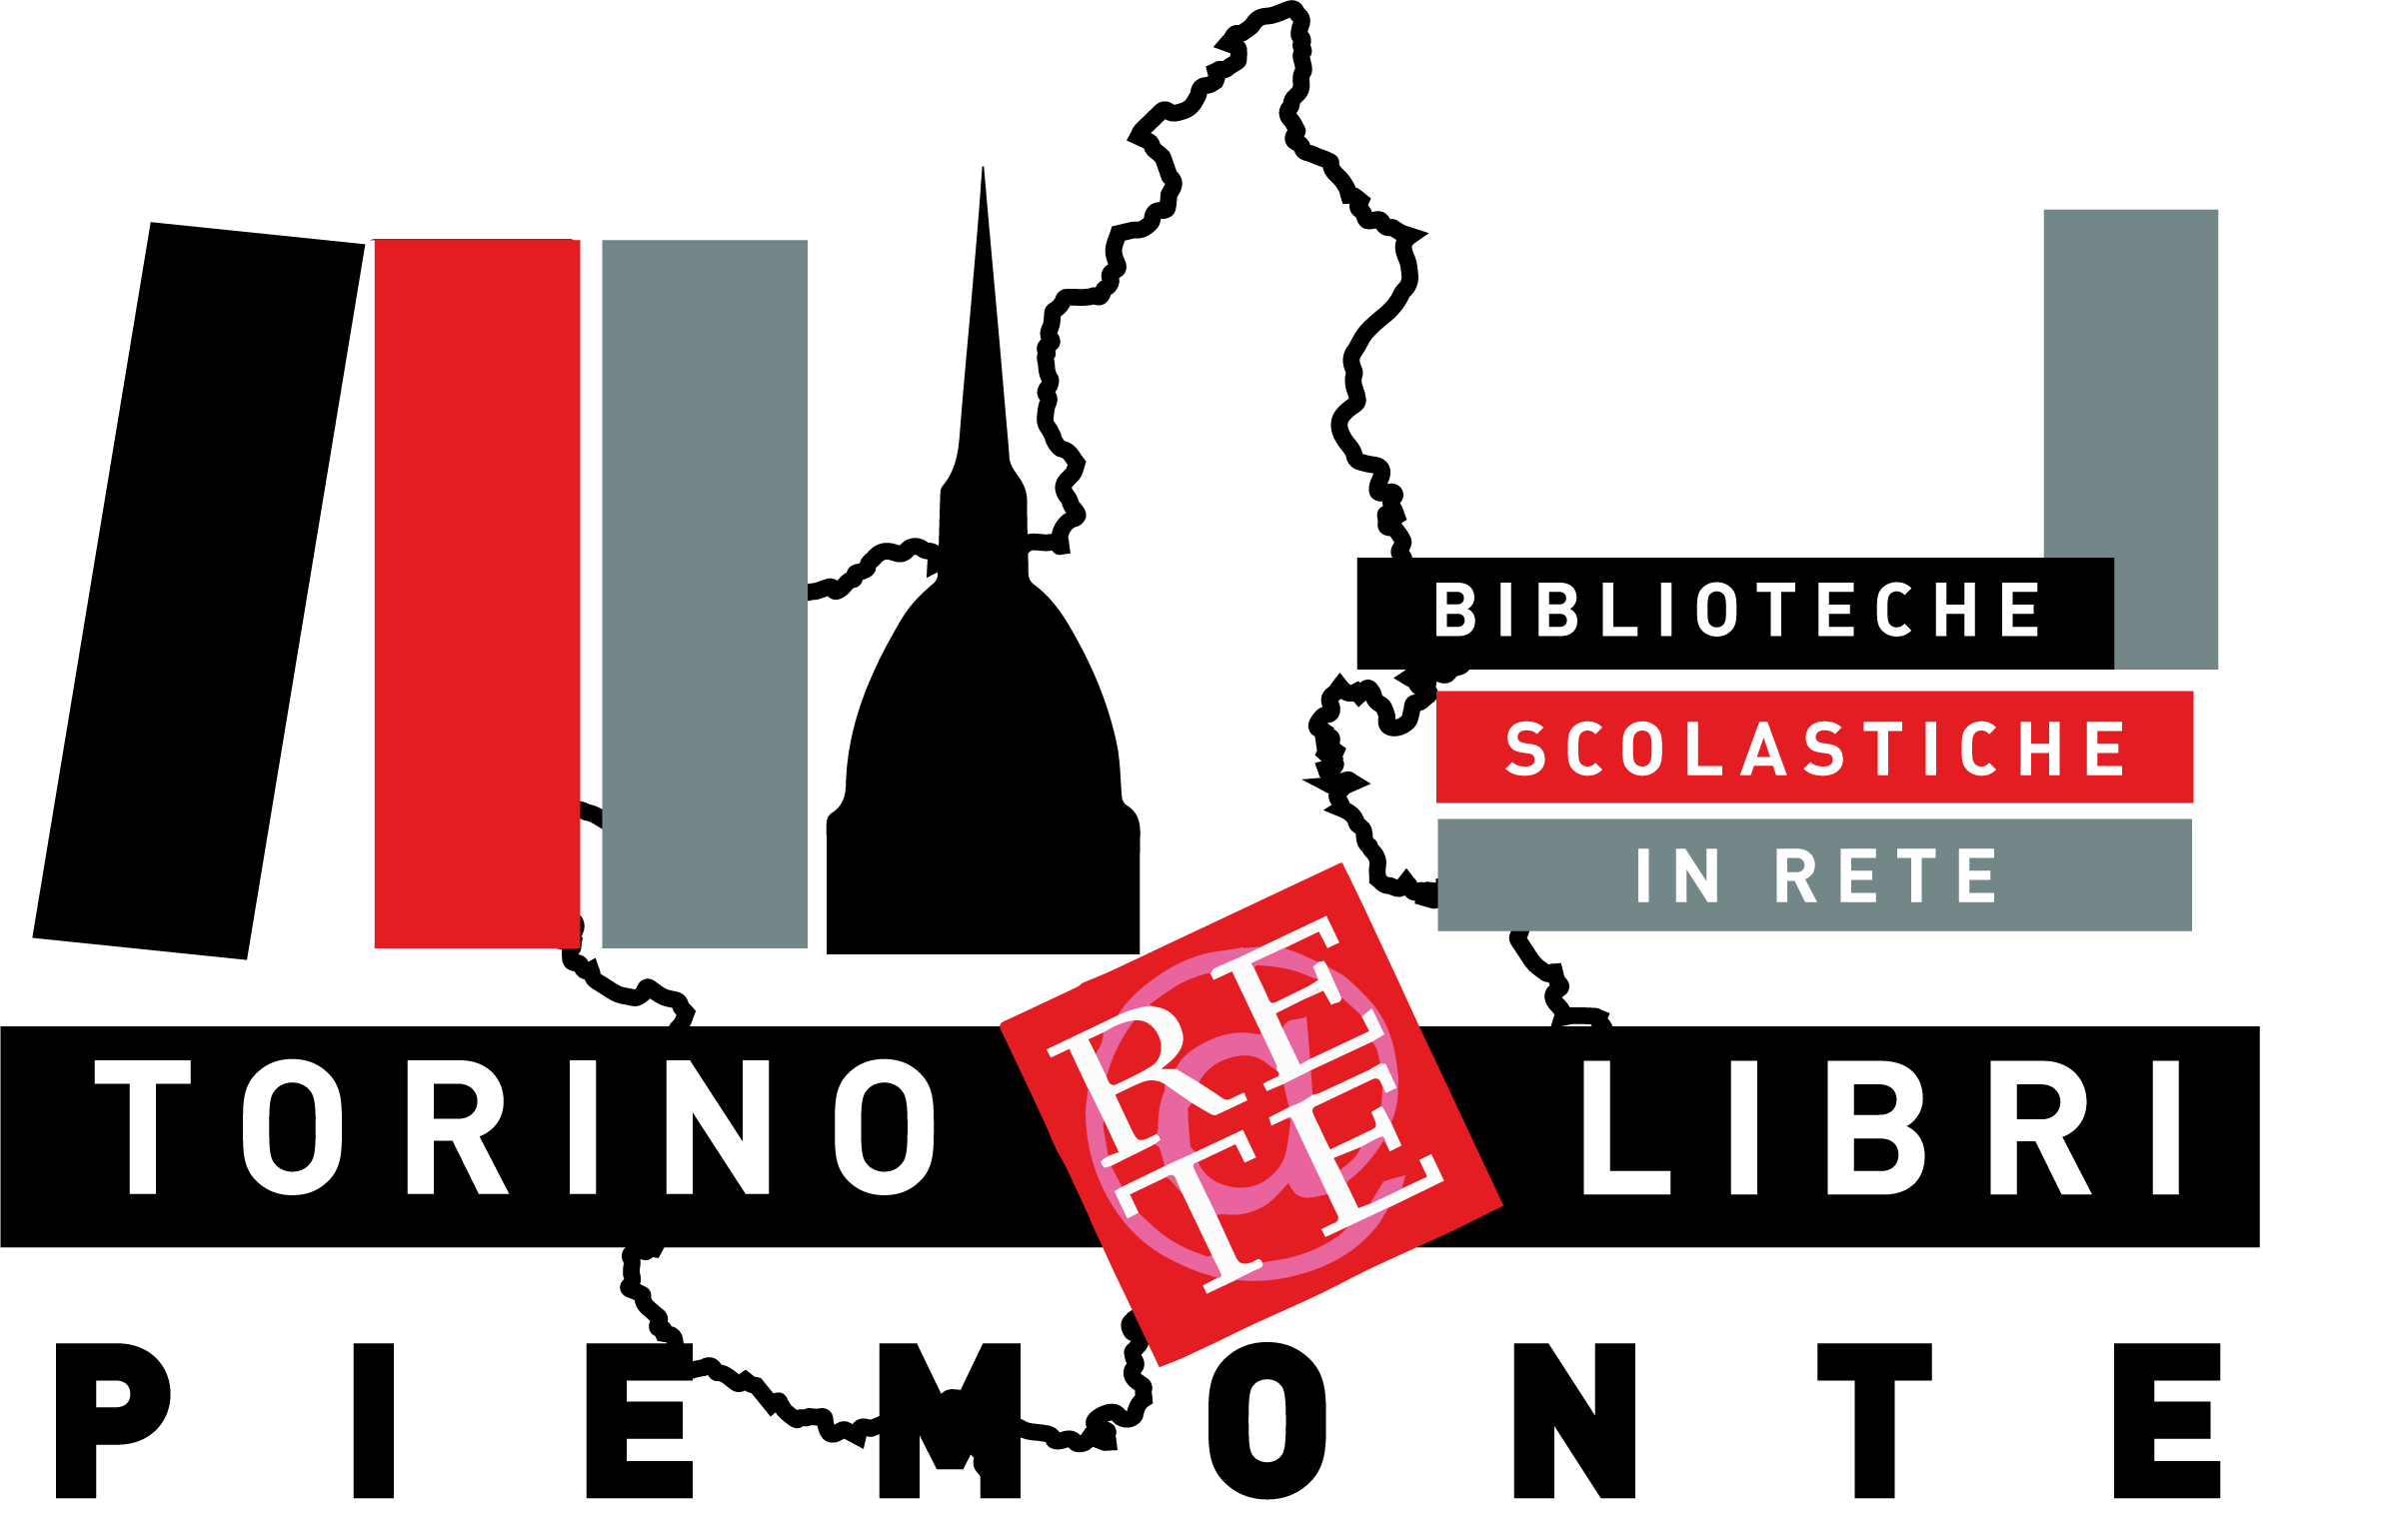 BIBLIOTECHE
SCOLASTICHE
IN RETE
TORINO RETE LIBRI
PIEMONTE